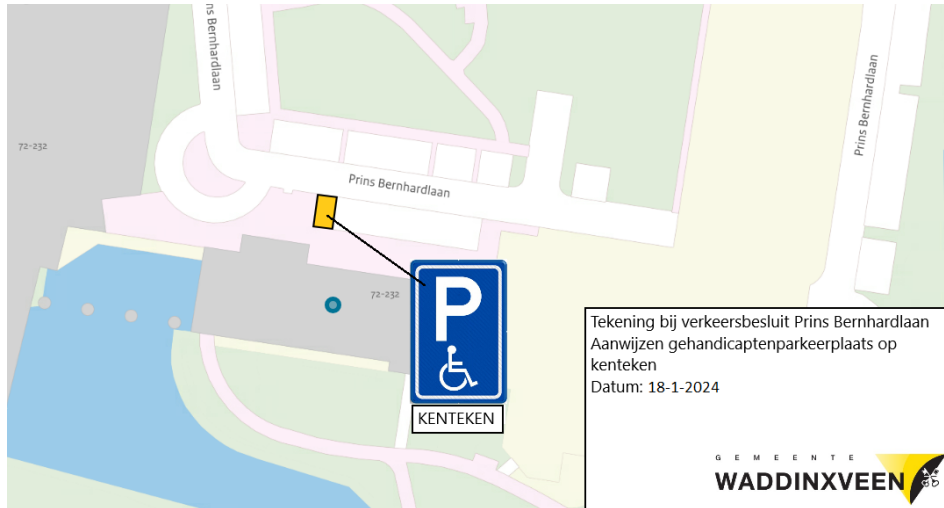 Prins Bernhardlaan
Prins Bernhardlaan
72-232
Prins Bernhardlaan
72-232
P
KENTEKEN
Tekening bij verkeersbesluit Prins Bernhardlaan
Aanwijzen gehandicaptenparkeerplaats op
kenteken
Datum: 18-1-2024
GEMEENTE
WADDINXVEEN